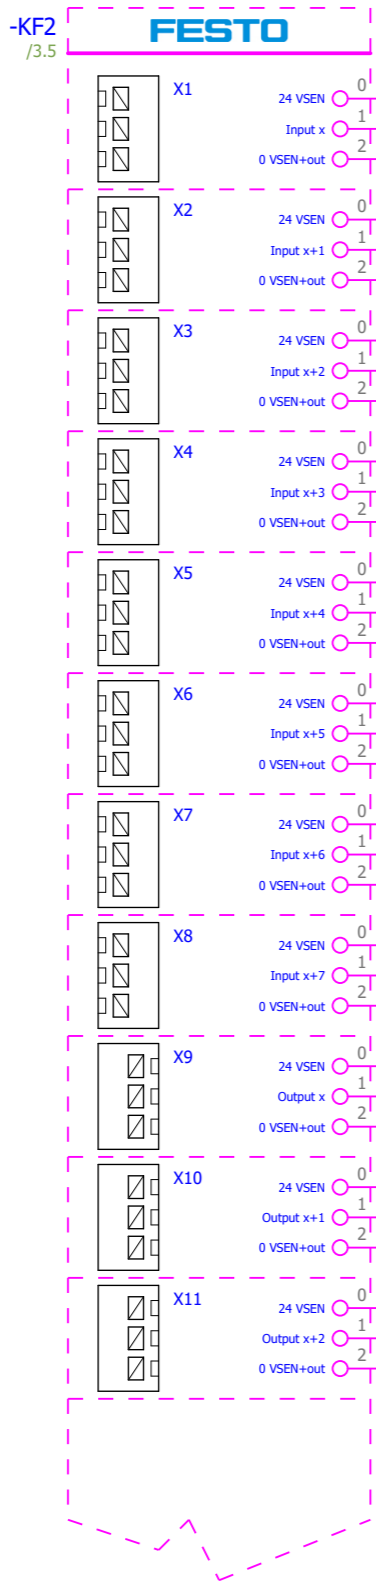 -KF2 FESTO
/3.5
X1 24 VSEN 0
Input x 1
0 VSEN+out 2
X2 24 VSEN 0
Input x+1 1
0 VSEN+out 2
X3 24 VSEN 0
Input x+2 1
0 VSEN+out 2
X4 24 VSEN 0
Input x+3 1
0 VSEN+out 2
X5 24 VSEN 0
Input x+4 1
0 VSEN+out 2
X6 24 VSEN 0
Input x+5 1
0 VSEN+out 2
X7 24 VSEN 0
Input x+6 1
0 VSEN+out 2
X8 24 VSEN 0
Input x+7 1
0 VSEN+out 2
X9 24 VSEN 0
Output x 1
0 VSEN+out 2
X10 24 VSEN 0
Output x+1 1
0 VSEN+out 2
X11 24 VSEN 0
Output x+2 1
0 VSEN+out 2